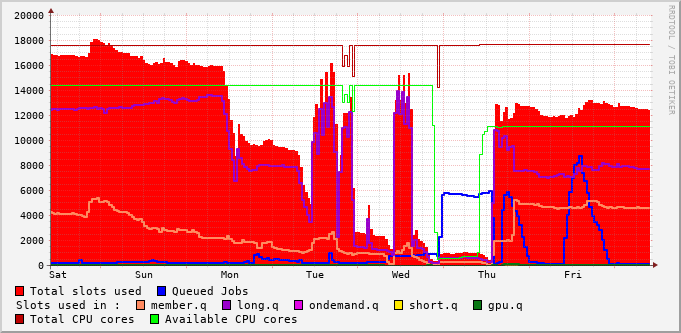 RRDTOOL / TOBI OETIKER
20000
18000
16000
14000
12000
10000
8000
6000
4000
2000
0
Sat Sun Mon Tue Wed Thu Fri
Total slots used Queued Jobs
Slots used in : member.q long.q ondemand.q short.q gpu.q
Total CPU cores Available CPU cores